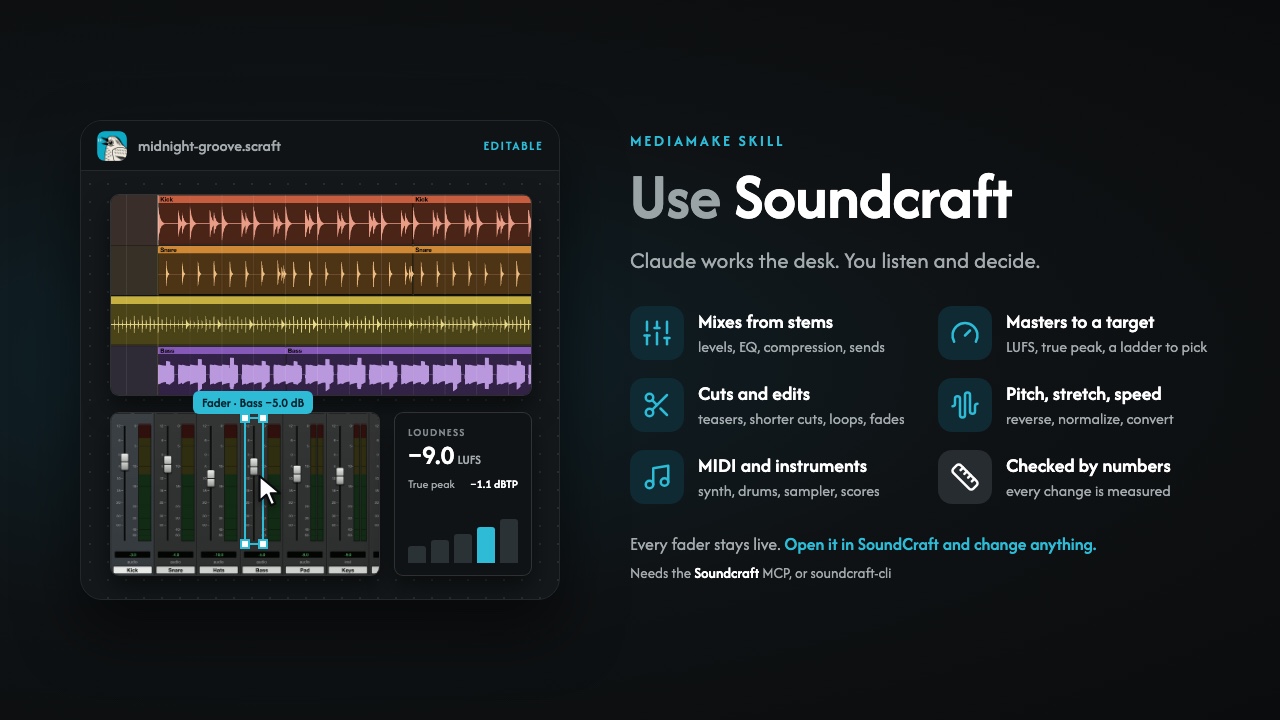 midnight-groove.scraft
EDITABLE
Kick
Kick
Snare
Snare
Bass
Bass
Fader · Bass −5.0 dB
Kick
Snare
Hats
Bass
Pad
Keys
LOUDNESS
−9.0 LUFS
True peak −1.1 dBTP
MEDIAMAKE SKILL
Use Soundcraft
Claude works the desk. You listen and decide.
Mixes from stems
levels, EQ, compression, sends
Masters to a target
LUFS, true peak, a ladder to pick
Cuts and edits
teasers, shorter cuts, loops, fades
Pitch, stretch, speed
reverse, normalize, convert
MIDI and instruments
synth, drums, sampler, scores
Checked by numbers
every change is measured
Every fader stays live. Open it in SoundCraft and change anything.
Needs the Soundcraft MCP, or soundcraft-cli